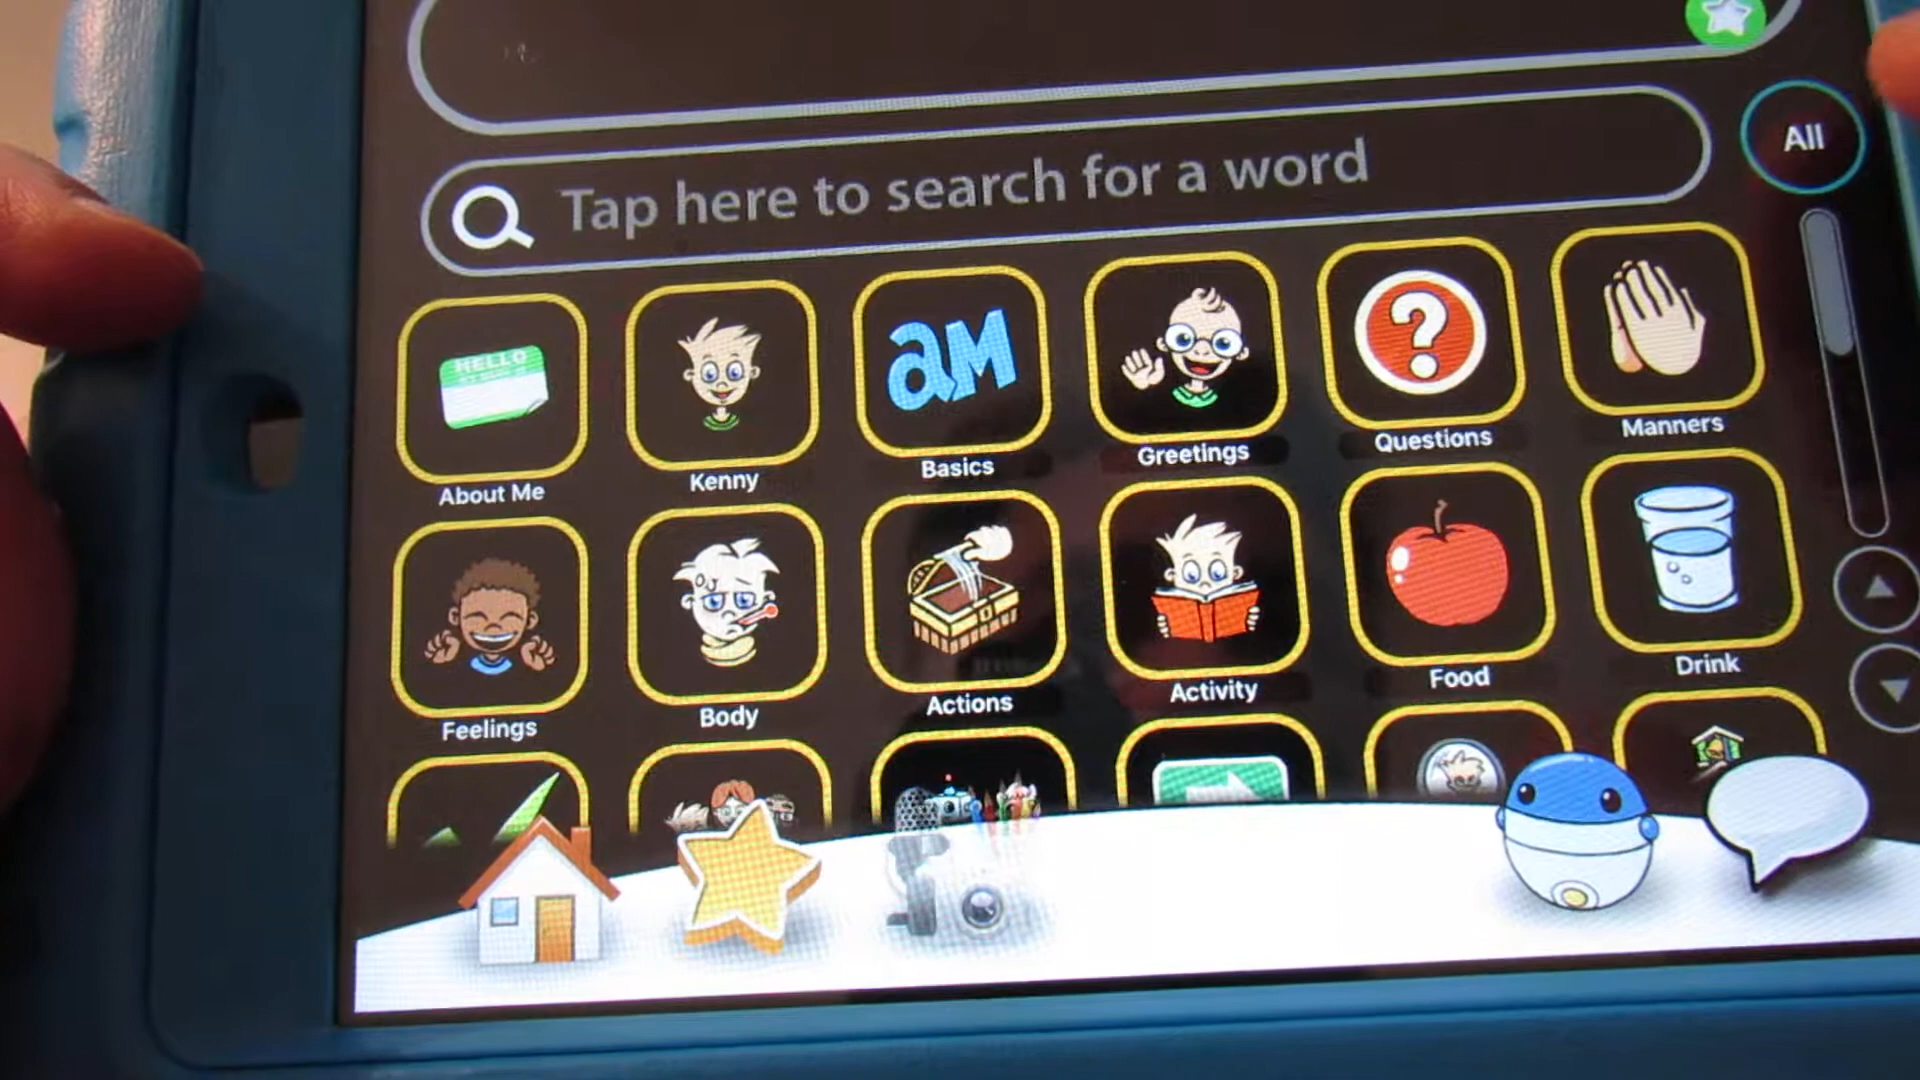 Tap here to search for a word
All
HELLO
am
About Me
Kenny
Basics
Greetings
Questions
Manners
Feelings
Body
Actions
Activity
Food
Drink